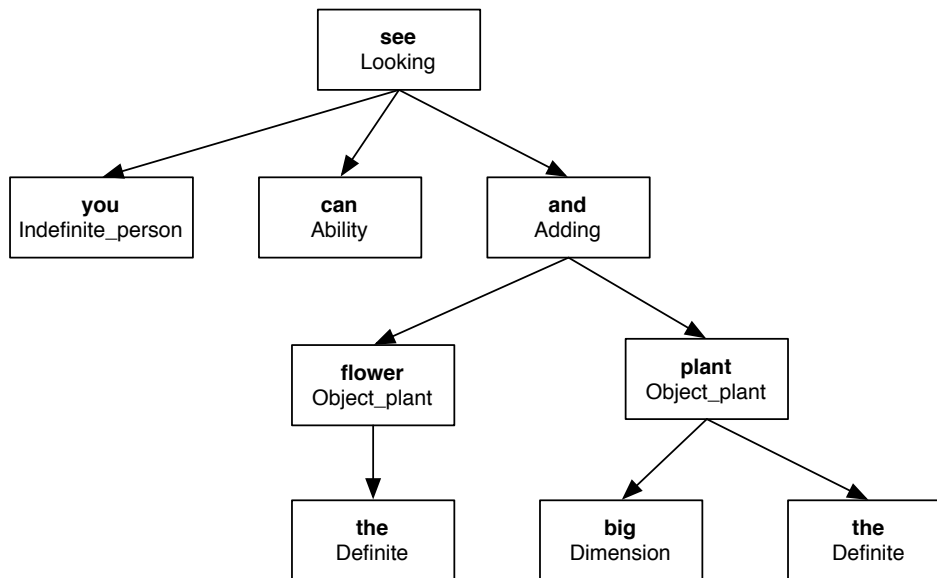 see
Looking
you
Indefinite_person
can
Ability
and
Adding
flower
Object_plant
plant
Object_plant
the
Definite
big
Dimension
the
Definite